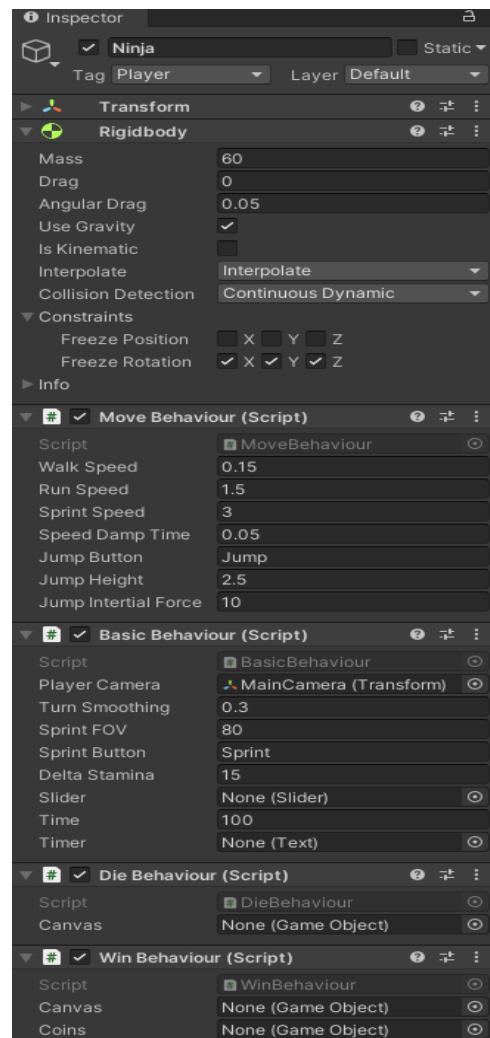 Inspector
Ninja Static
Tag Player Layer Default
Transform
Rigidbody
Mass 60
Drag 0
Angular Drag 0.05
Use Gravity
Is Kinematic
Interpolate Interpolate
Collision Detection Continuous Dynamic
Constraints
Freeze Position X Y Z
Freeze Rotation X Y Z
Info
# Move Behaviour (Script)
Script # MoveBehaviour
Walk Speed 0.15
Run Speed 1.5
Sprint Speed 3
Speed Damp Time 0.05
Jump Button Jump
Jump Height 2.5
Jump Intertial Force 10
# Basic Behaviour (Script)
Script # BasicBehaviour
Player Camera MainCamera (Transform)
Turn Smoothing 0.3
Sprint FOV 80
Sprint Button Sprint
Delta Stamina 15
Slider None (Slider)
Time 100
Timer None (Text)
# Die Behaviour (Script)
Script # DieBehaviour
Canvas None (Game Object)
# Win Behaviour (Script)
Script # WinBehaviour
Canvas None (Game Object)
Coins None (Game Object)